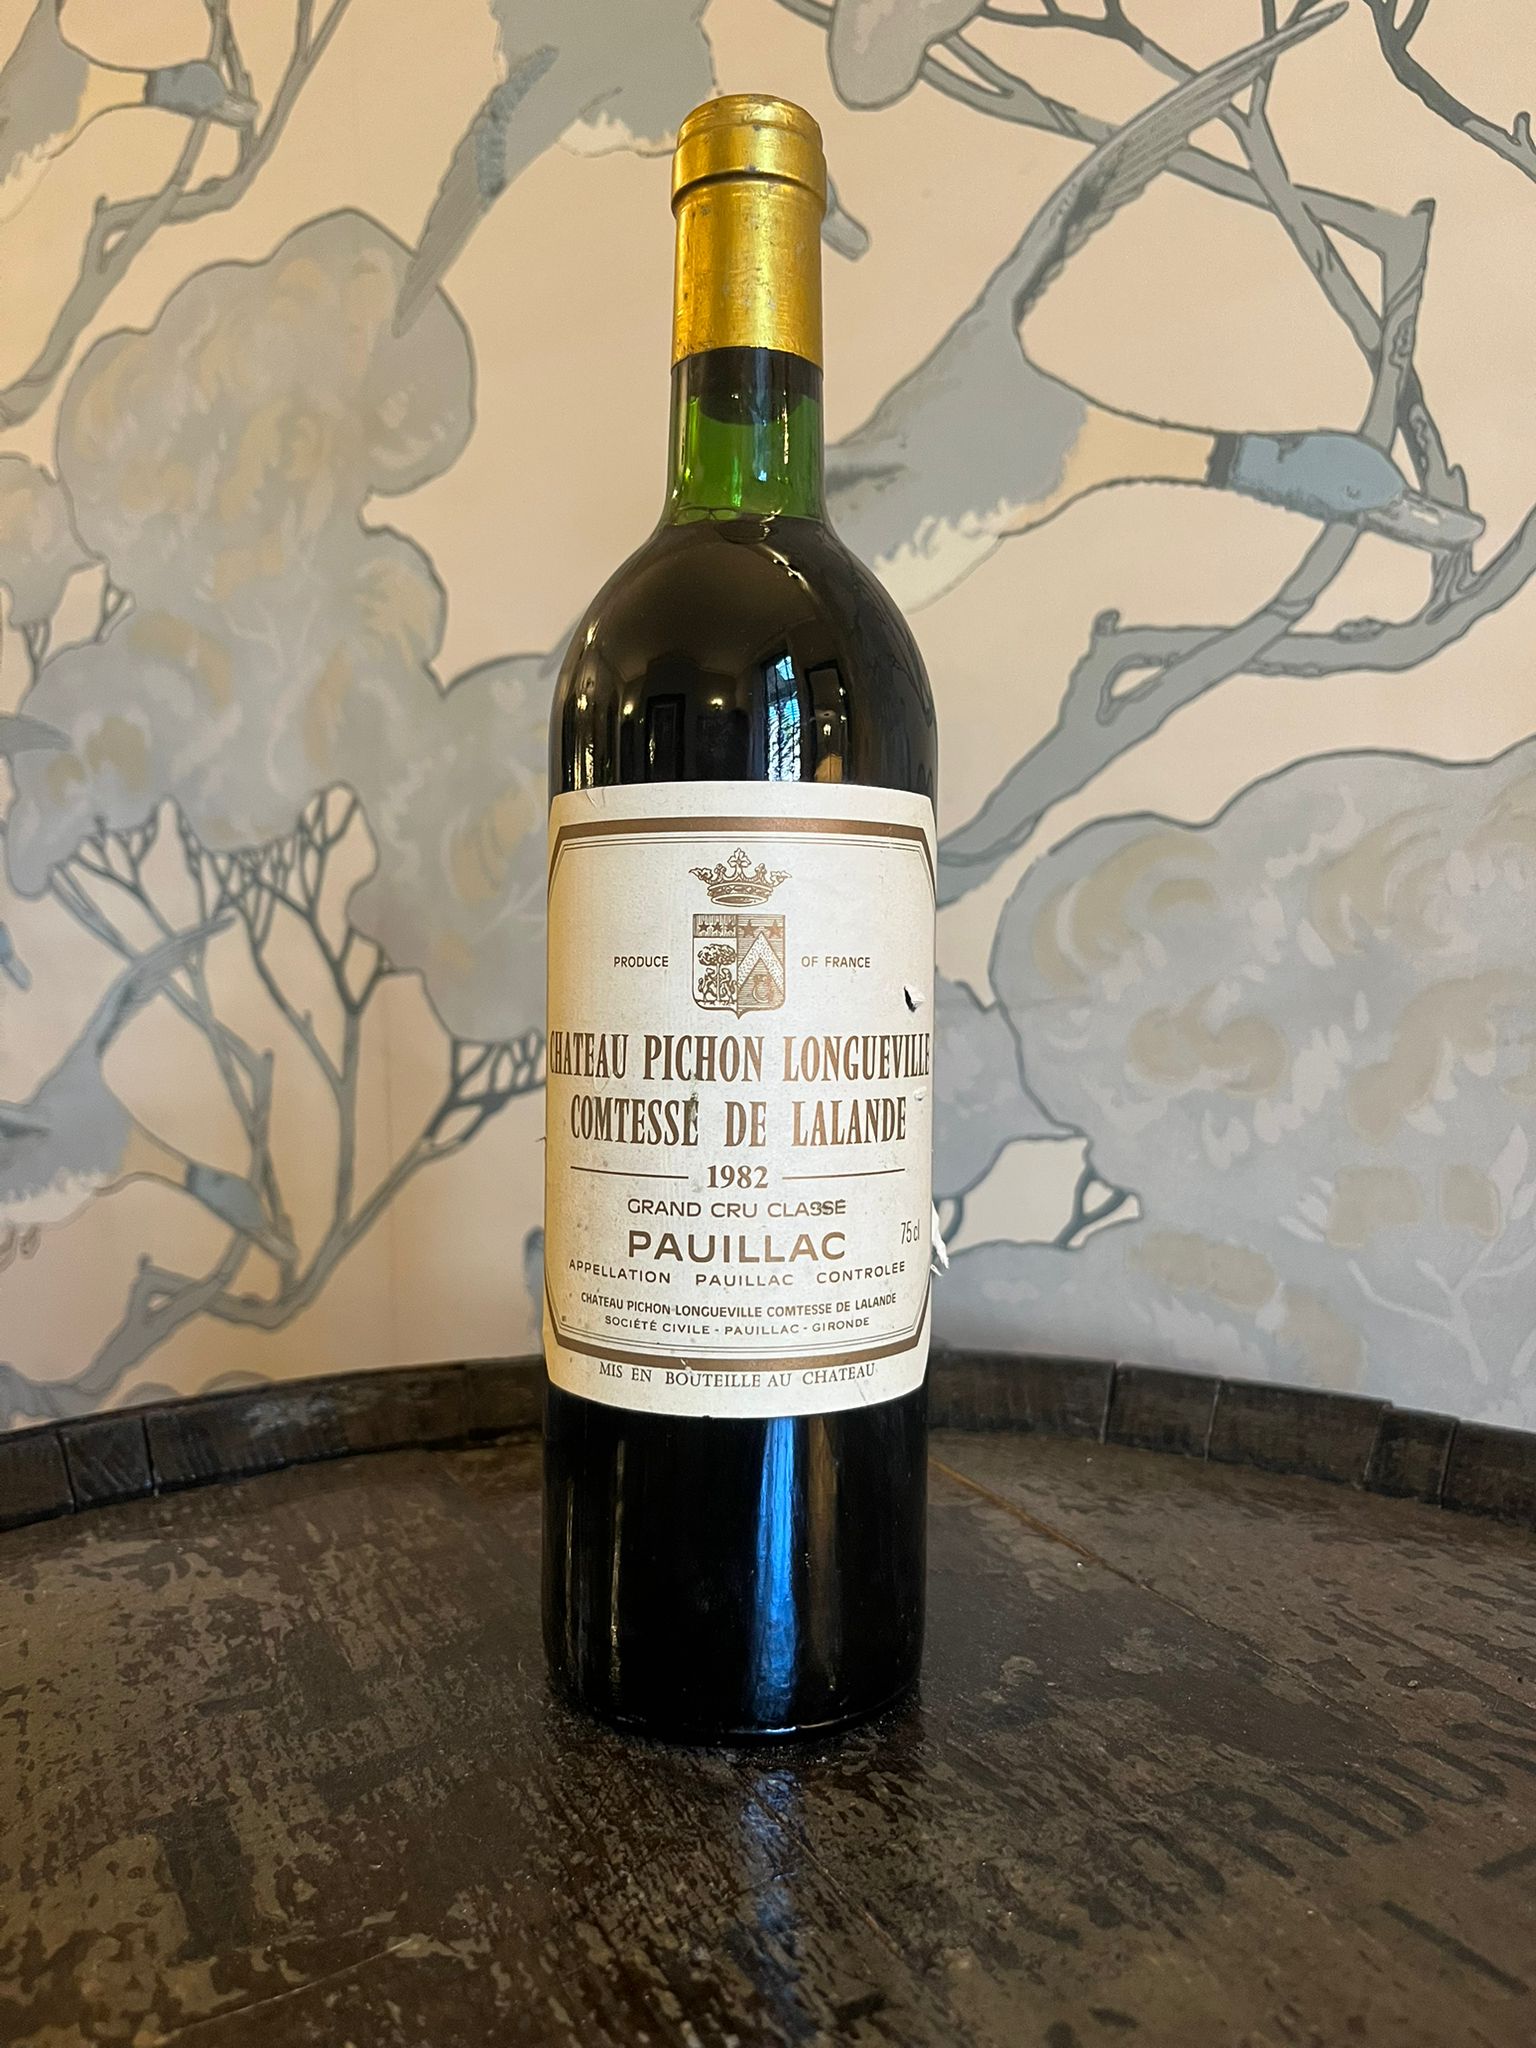 PRODUCE OF FRANCE
CHATEAU PICHON LONGUEVILLE
COMTESSE DE LALANDE
1982
GRAND CRU CLASSÉ
PAUILLAC
75 cl
APPELLATION PAUILLAC CONTROLEE
CHATEAU PICHON LONGUEVILLE COMTESSE DE LALANDE
SOCIÉTÉ CIVILE - PAUILLAC - GIRONDE
MIS EN BOUTEILLE AU CHATEAU